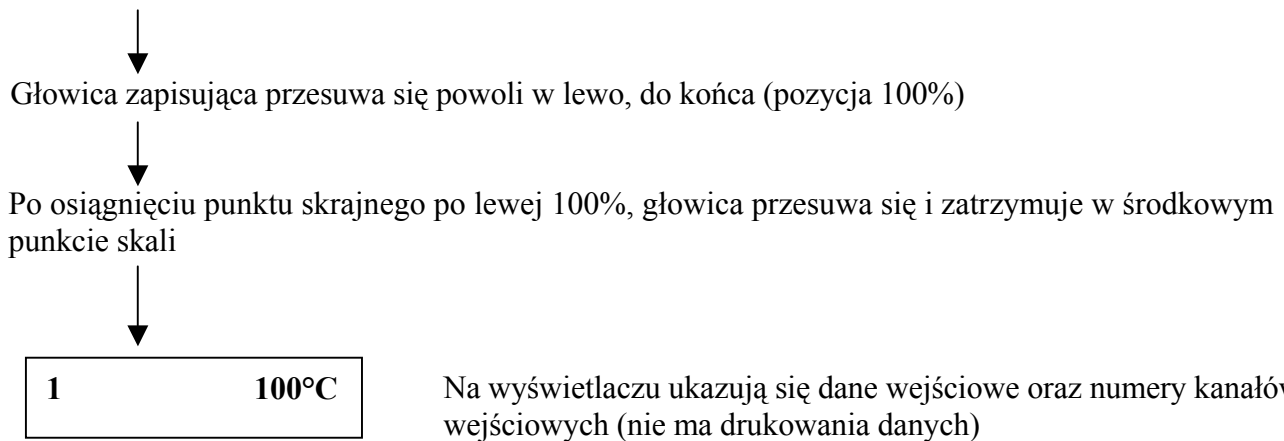 Głowica zapisująca przesuwa się powoli w lewo, do końca (pozycja 100%)
Po osiągnięciu punktu skrajnego po lewej 100%, głowica przesuwa się i zatrzymuje w środkowym
punkcie skali
1 100°C
Na wyświetlaczu ukazują się dane wejściowe oraz numery kanałów
wejściowych (nie ma drukowania danych)